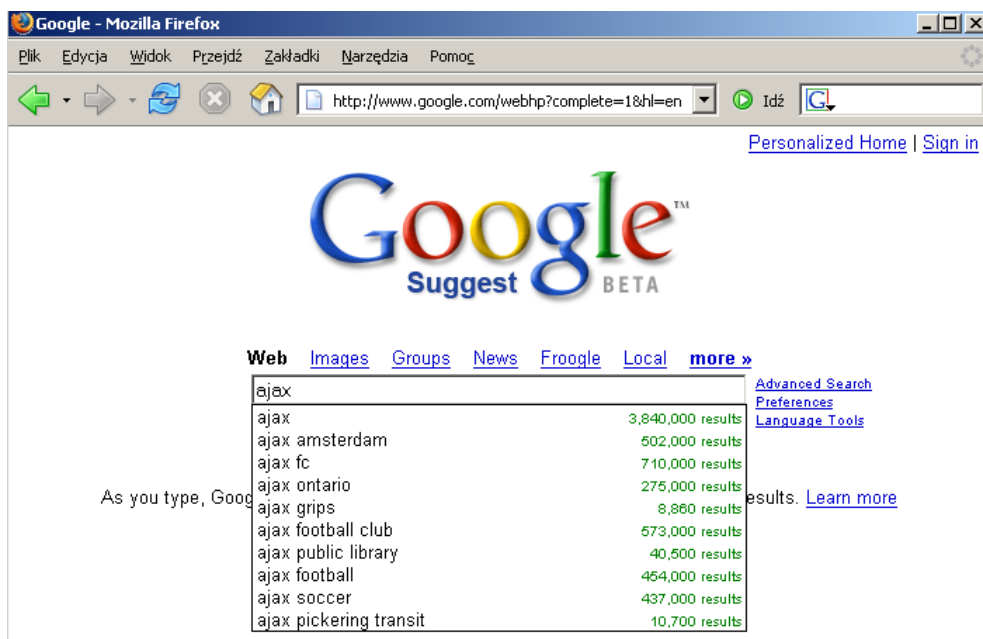 Google - Mozilla Firefox
Plik Edycja Widok Przejdź Zakładki Narzędzia Pomoc
http://www.google.com/webhp?complete=1&hl=en Idź G
Personalized Home | Sign in
Google™
Suggest BETA
Web Images Groups News Froogle Local more »
ajax
Advanced Search
Preferences
Language Tools
ajax 3,840,000 results
ajax amsterdam 502,000 results
ajax fc 710,000 results
ajax ontario 275,000 results
ajax grips 8,860 results
ajax football club 573,000 results
ajax public library 40,500 results
ajax football 454,000 results
ajax soccer 437,000 results
ajax pickering transit 10,700 results
As you type, Goog esults. Learn more